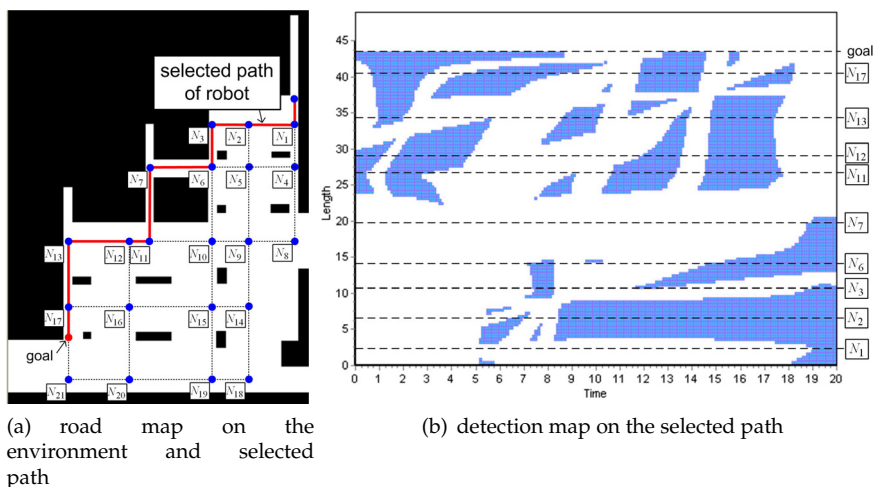 selected path
of robot
N3
N2
N1
N7
N6
N5
N4
N13
N12
N11
N10
N9
N8
N17
N16
N15
N14
goal
N21
N20
N19
N18
(a) road map on the
environment and selected
path
Length
45
40
35
30
25
20
15
10
5
0
0 1 2 3 4 5 6 7 8 9 10 11 12 13 14 15 16 17 18 19 20
Time
goal
N17
N13
N12
N11
N7
N6
N3
N2
N1
(b) detection map on the selected path